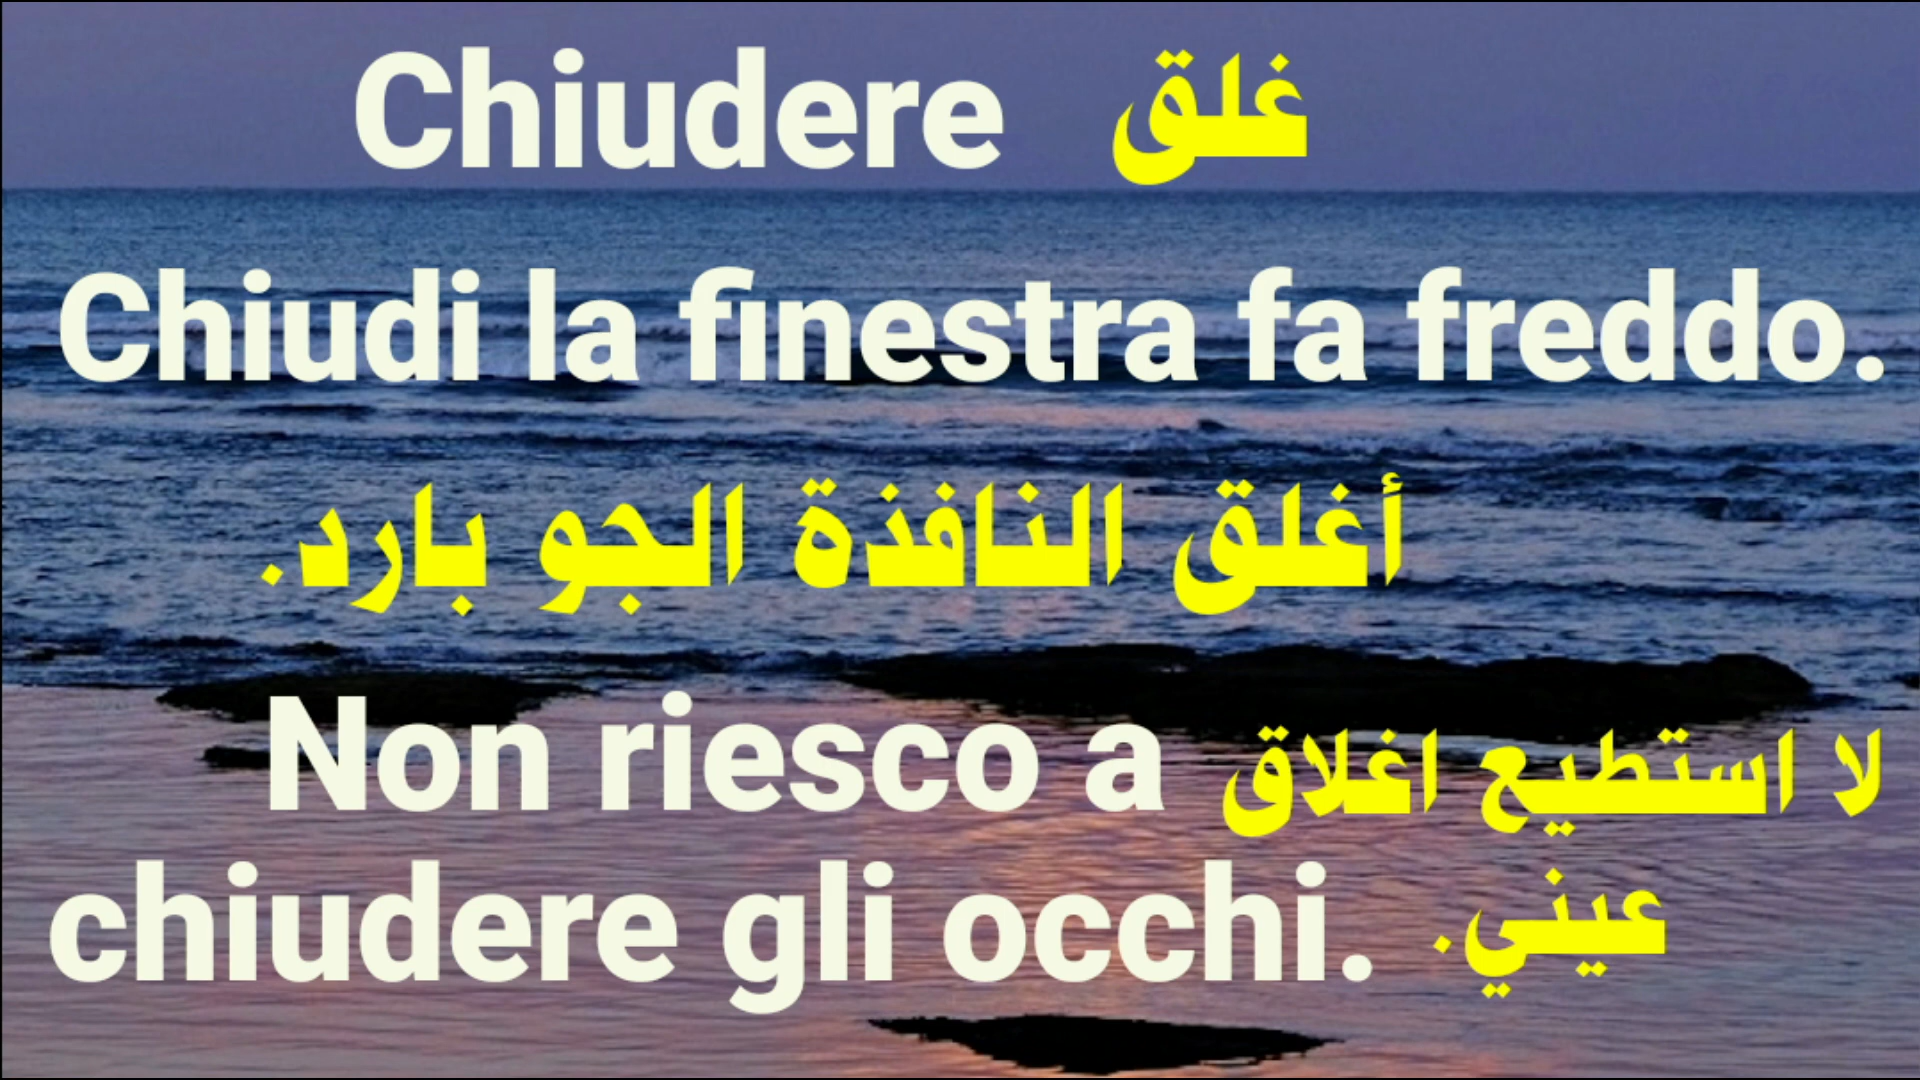 Chiudere غلق
Chiudi la finestra fa freddo.
أغلق النافذة الجو بارد.
Non riesco a
chiudere gli occhi.
لا استطيع اغلاق
عيني.